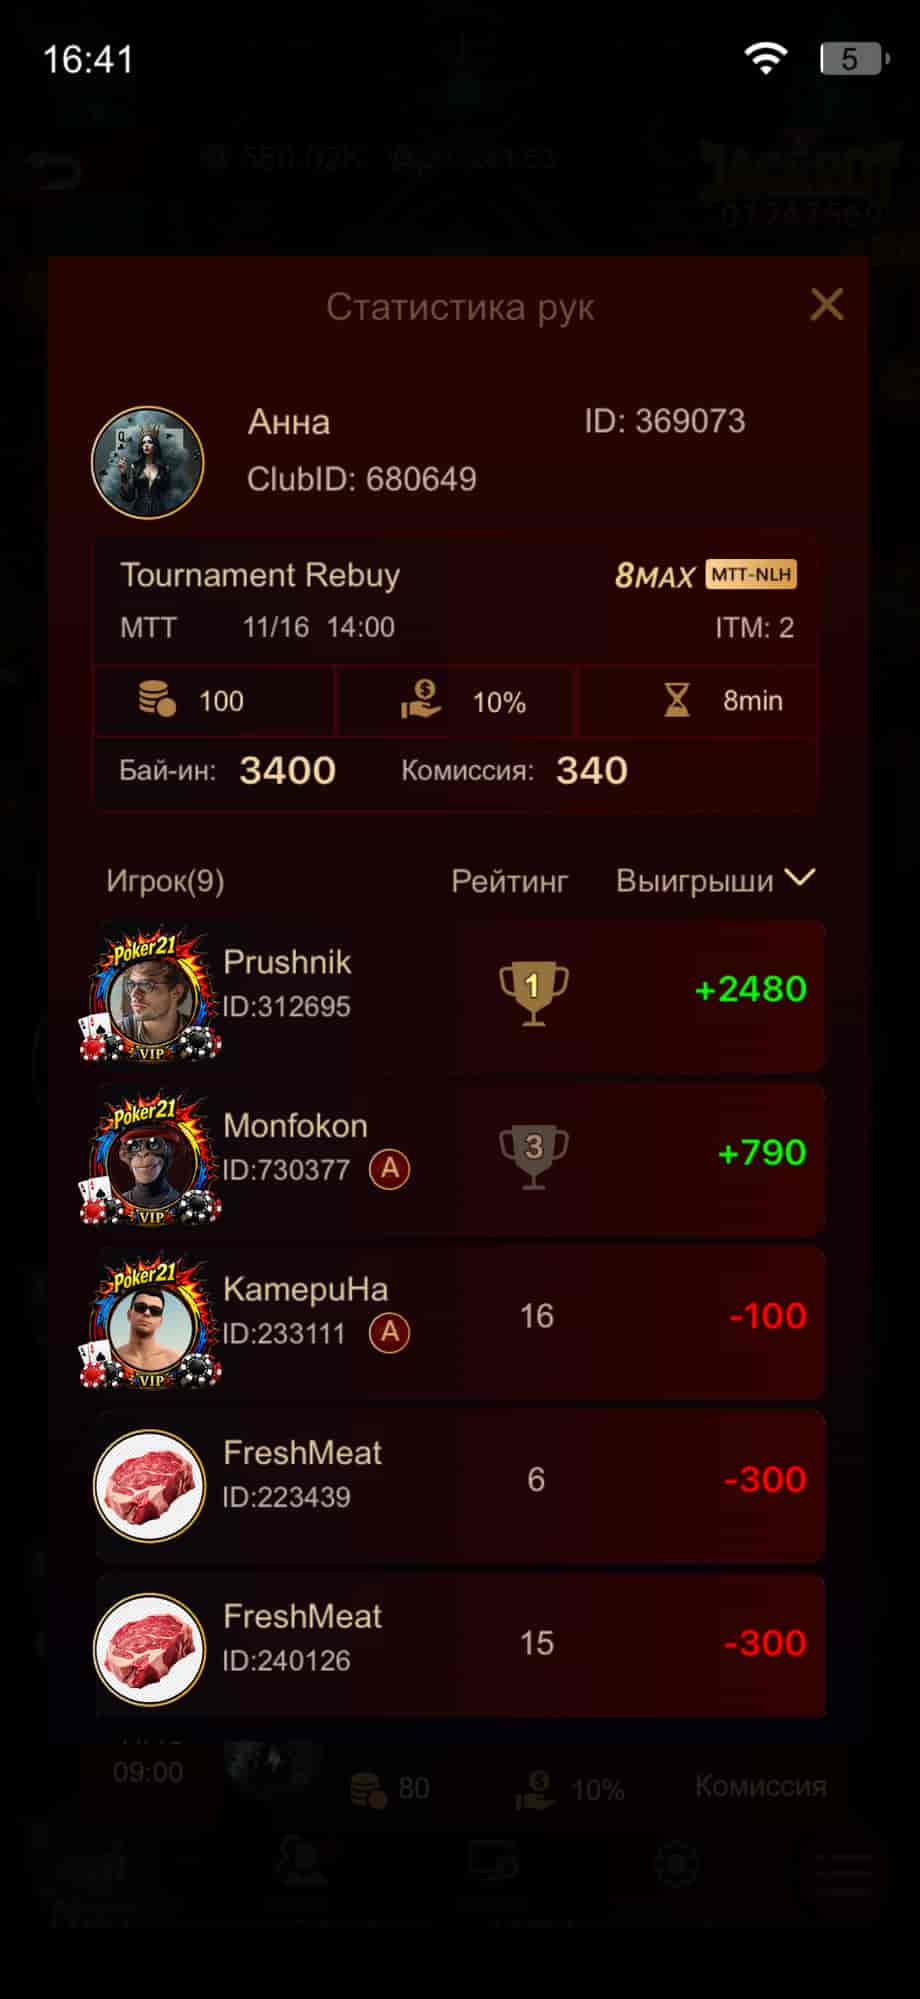 16:41
5
Статистика рук
Анна
ID: 369073
ClubID: 680649
Tournament Rebuy
8MAX MTT-NLH
MTT 11/16 14:00 ITM: 2
100 10% 8min
Бай-ин: 3400 Комиссия: 340
Игрок(9) Рейтинг Выигрыши
Poker21
VIP
Prushnik
ID:312695
1
+2480
Poker21
VIP
Monfokon
ID:730377 A
3
+790
Poker21
VIP
KamepuHa
ID:233111 A
16
-100
FreshMeat
ID:223439
6
-300
FreshMeat
ID:240126
15
-300
09:00
80 10% Комиссия